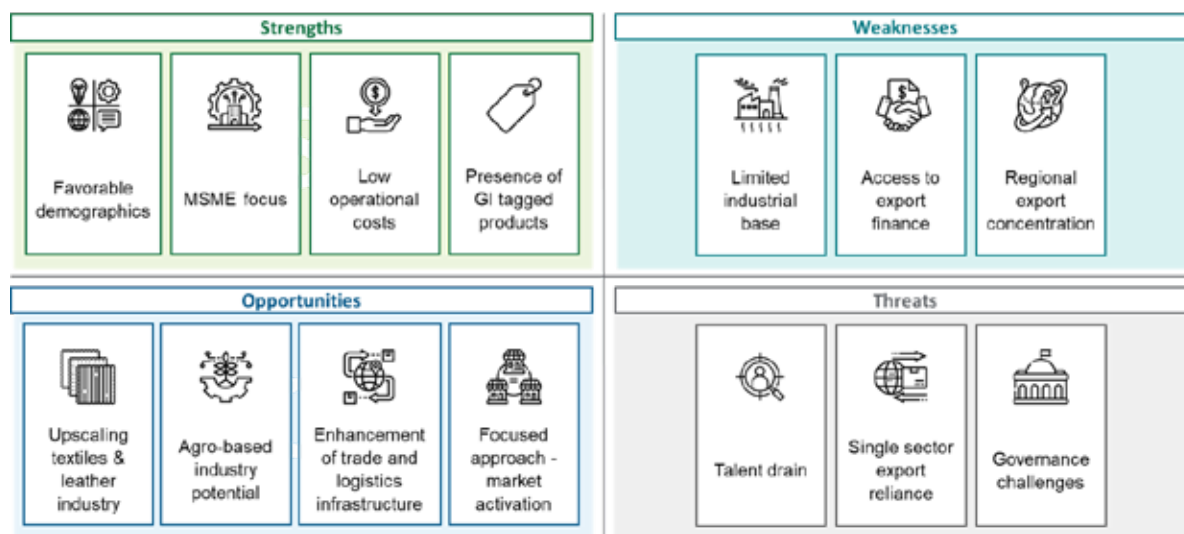 Strengths
Favorable
demographics
MSME focus
Low
operational
costs
Presence of
GI tagged
products
Weaknesses
Limited
industrial
base
Access to
export
finance
Regional
export
concentration
Opportunities
Upscaling
textiles &
leather
industry
Agro-based
industry
potential
Enhancement
of trade and
logistics
infrastructure
Focused
approach -
market
activation
Threats
Talent drain
Single sector
export
reliance
Governance
challenges